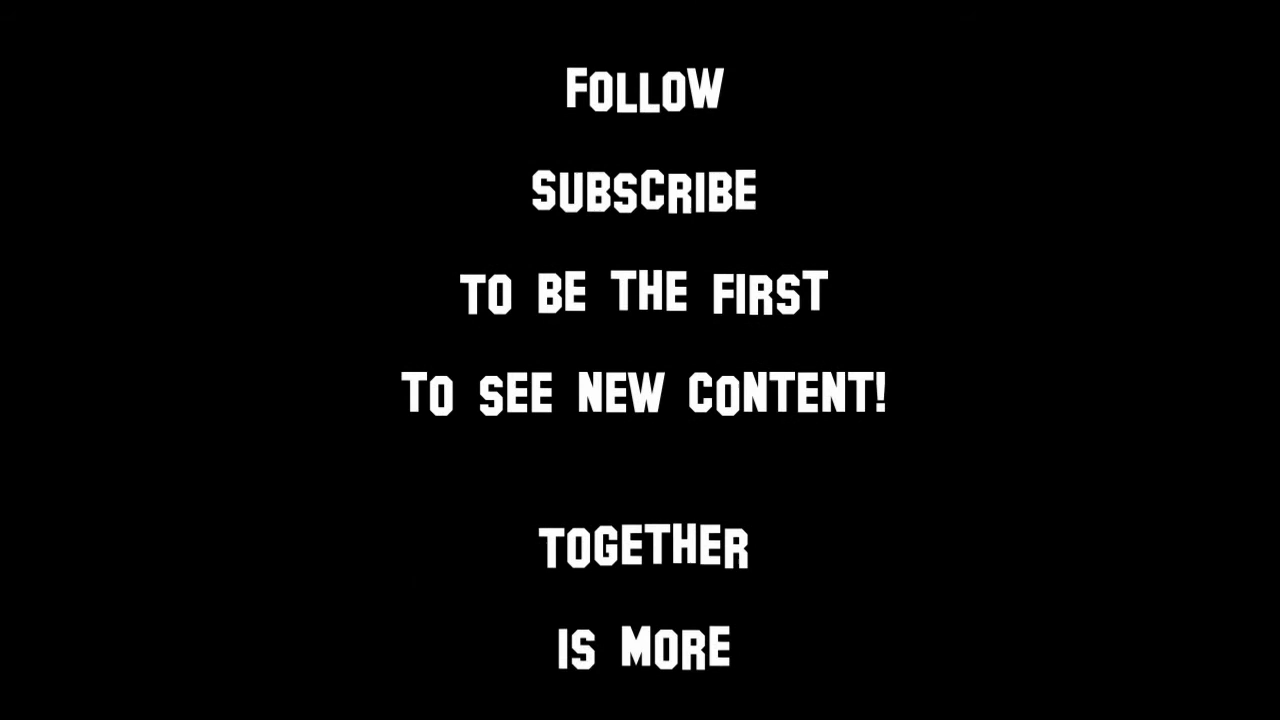 FOLLOW
SUBSCRIBE
TO BE THE FIRST
TO SEE NEW CONTENT!
TOGETHER
IS MORE